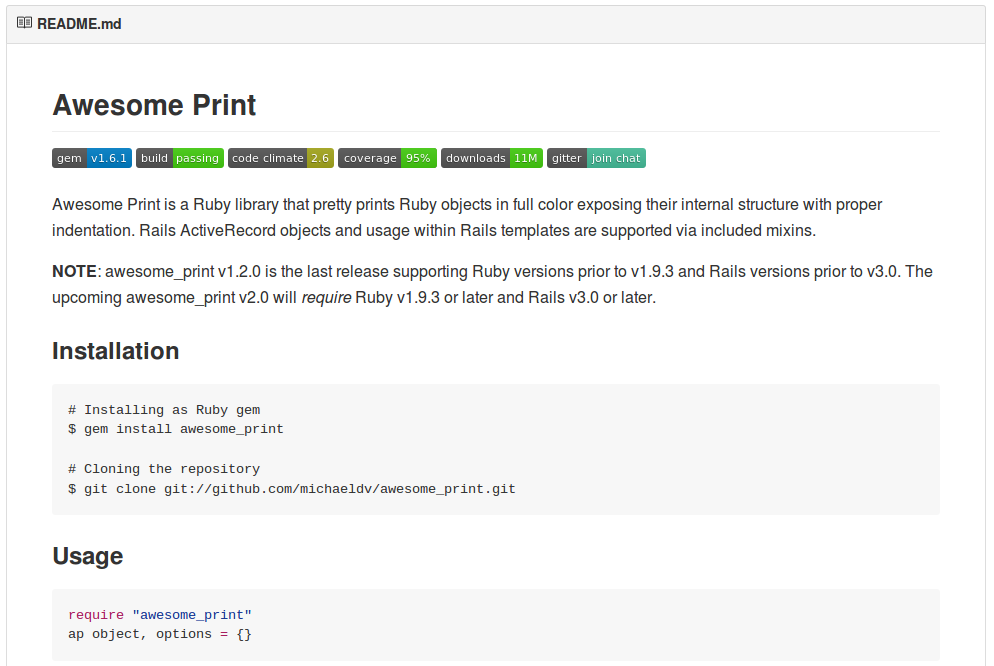 README.md
Awesome Print
gem v1.6.1 build passing code climate 2.6 coverage 95% downloads 11M gitter join chat
Awesome Print is a Ruby library that pretty prints Ruby objects in full color exposing their internal structure with proper
indentation. Rails ActiveRecord objects and usage within Rails templates are supported via included mixins.
NOTE: awesome_print v1.2.0 is the last release supporting Ruby versions prior to v1.9.3 and Rails versions prior to v3.0. The
upcoming awesome_print v2.0 will require Ruby v1.9.3 or later and Rails v3.0 or later.
Installation
# Installing as Ruby gem
$ gem install awesome_print
# Cloning the repository
$ git clone git://github.com/michaeldv/awesome_print.git
Usage
require "awesome_print"
ap object, options = {}